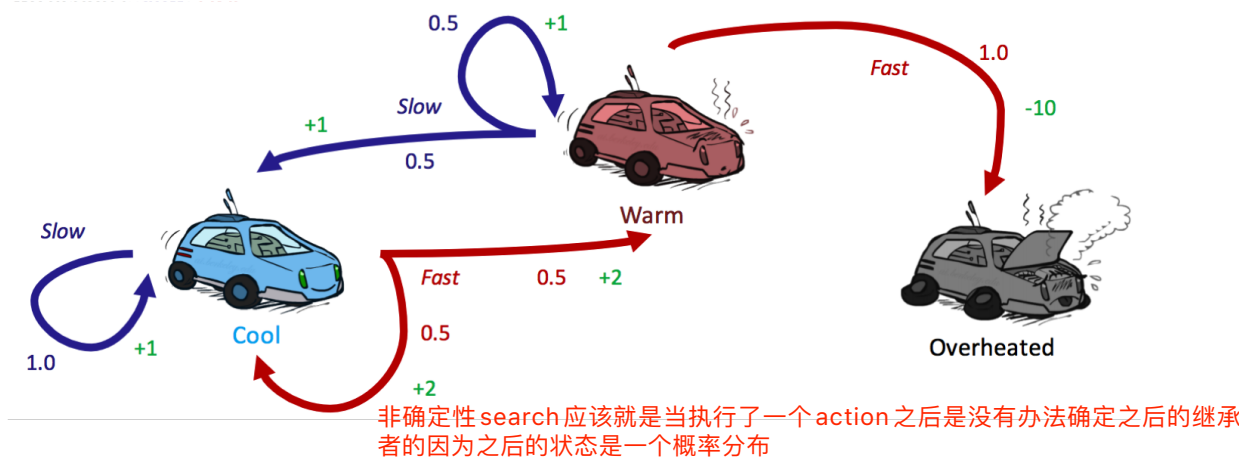 0.5
+1
1.0
Fast
Slow
-10
+1
0.5
Warm
Slow
Fast
0.5
+2
Cool
0.5
Overheated
1.0
+1
+2
非确定性search应该就是当执行了一个action之后是没有办法确定之后的继承
者的因为之后的状态是一个概率分布